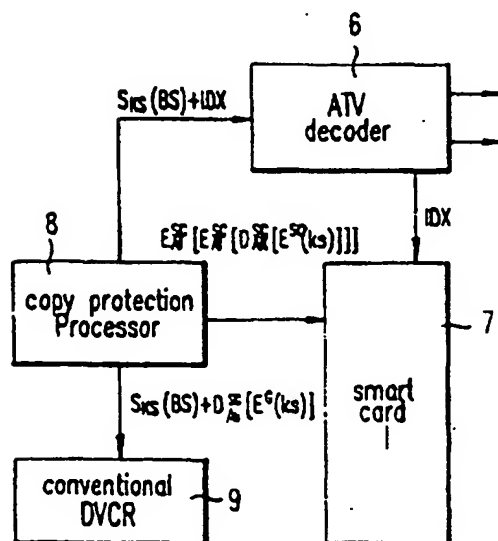 6
S_KS(BS)+IDX
ATV
decoder
IDX
8
copy protection
Processor
7
smart
card
S_KS(BS)+D [E^G(ks)]
conventional
DVCR
9